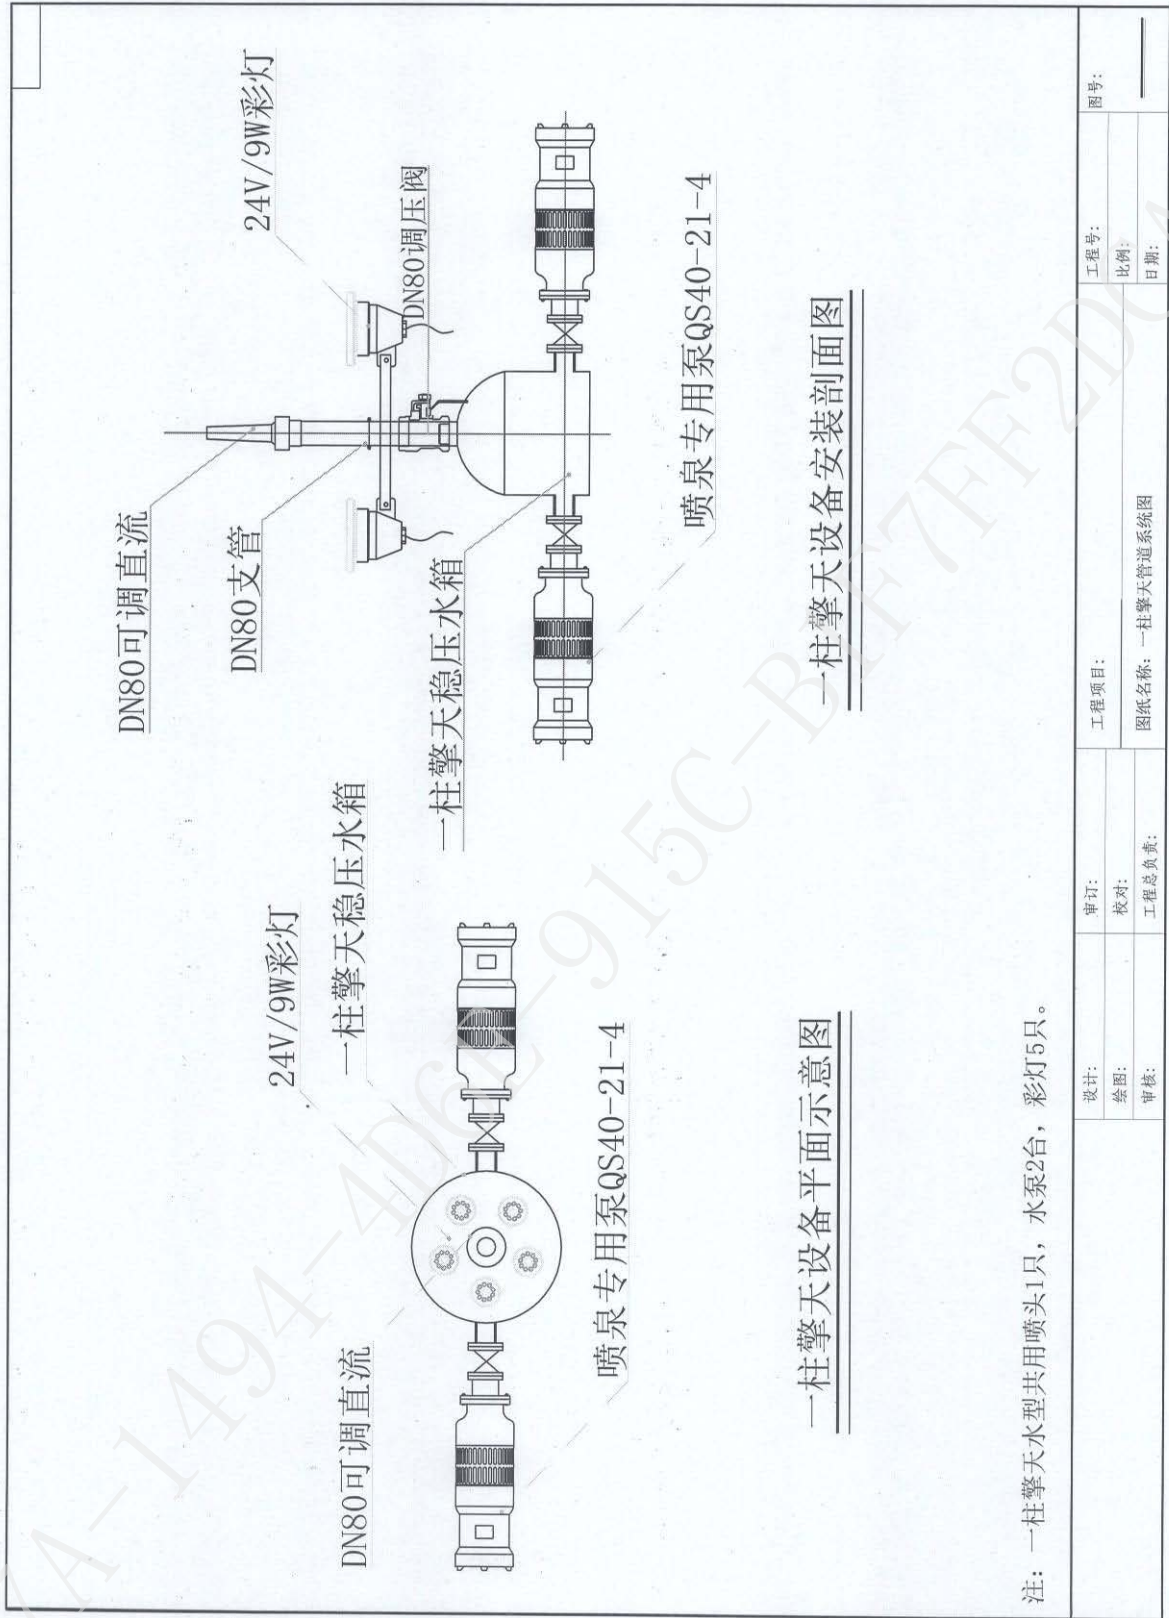 DN80可调直流
24V/9W彩灯
一柱擎天稳压水箱
喷泉专用泵QS40-21-4
一柱擎天设备平面示意图
DN80可调直流
DN80支管
24V/9W彩灯
DN80调压阀
一柱擎天稳压水箱
喷泉专用泵QS40-21-4
一柱擎天设备安装剖面图
注: 一柱擎天水型共用喷头1只, 水泵2台, 彩灯5只。
设计:
绘图:
审核:
审订:
校对:
工程总负责:
工程项目:
图纸名称: 一柱擎天管道系统图
工程号:
比例:
日期:
图号:
A-1494-4D6E-915C-B1F7FF2D